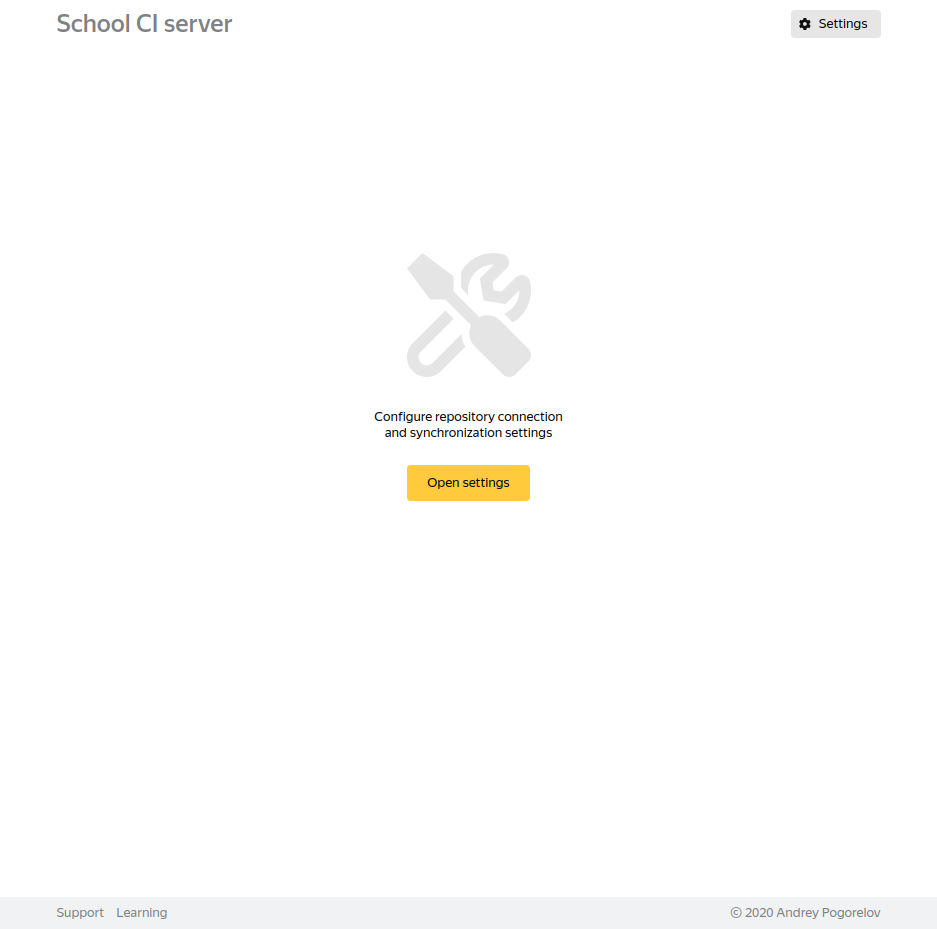 School CI server
Settings
Configure repository connection
and synchronization settings
Open settings
Support Learning
© 2020 Andrey Pogorelov